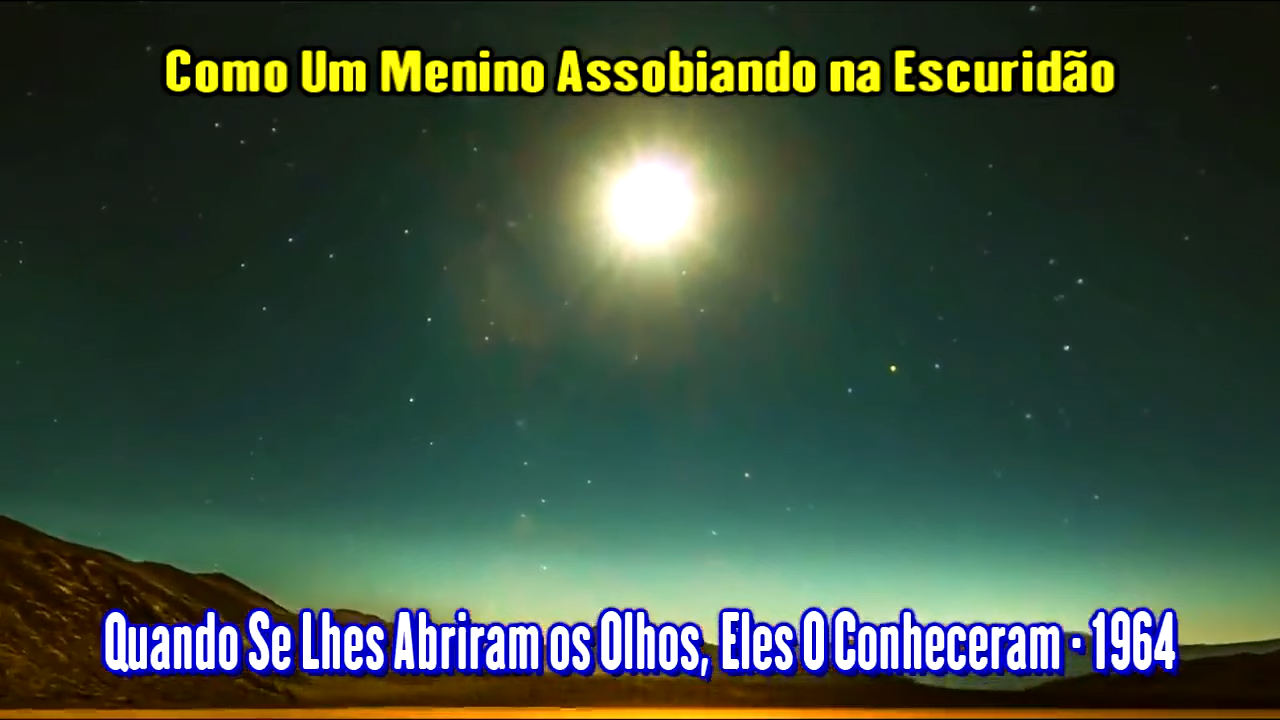 Como Um Menino Assobiando na Escuridão
Quando Se Lhes Abriram os Olhos, Eles O Conheceram - 1964